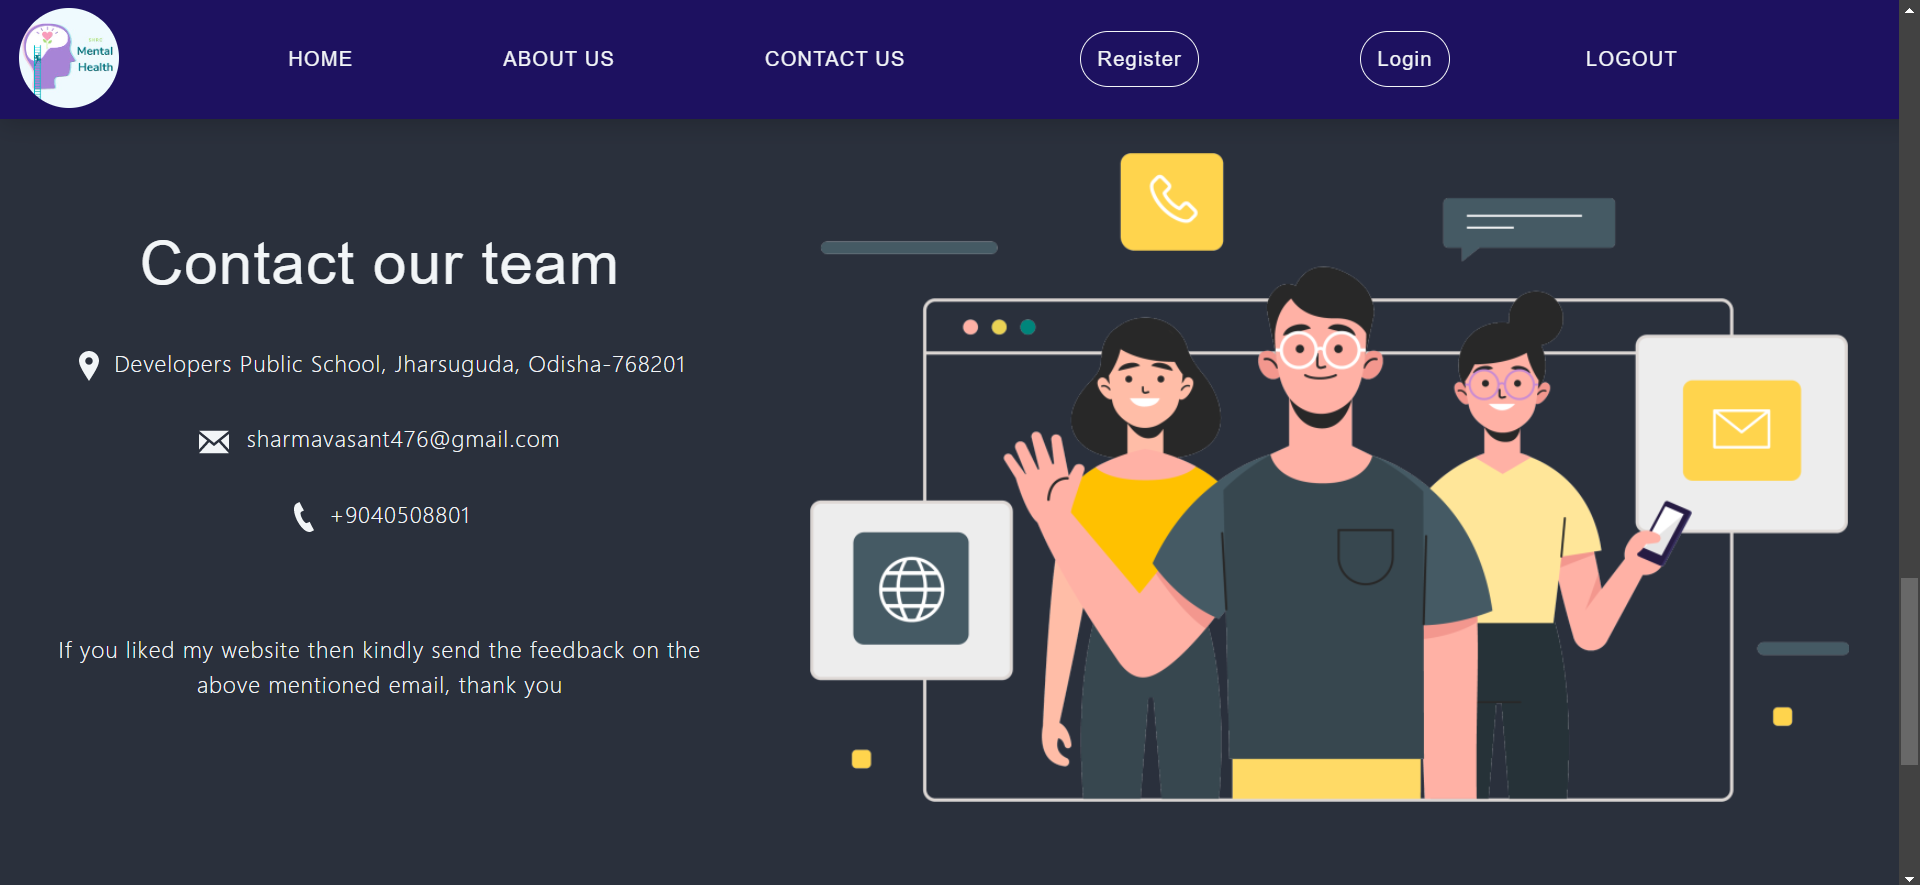 Mental
Health
HOME
ABOUT US
CONTACT US
Register
Login
LOGOUT
Contact our team
Developers Public School, Jharsuguda, Odisha-768201
sharmavasant476@gmail.com
+9040508801
If you liked my website then kindly send the feedback on the
above mentioned email, thank you